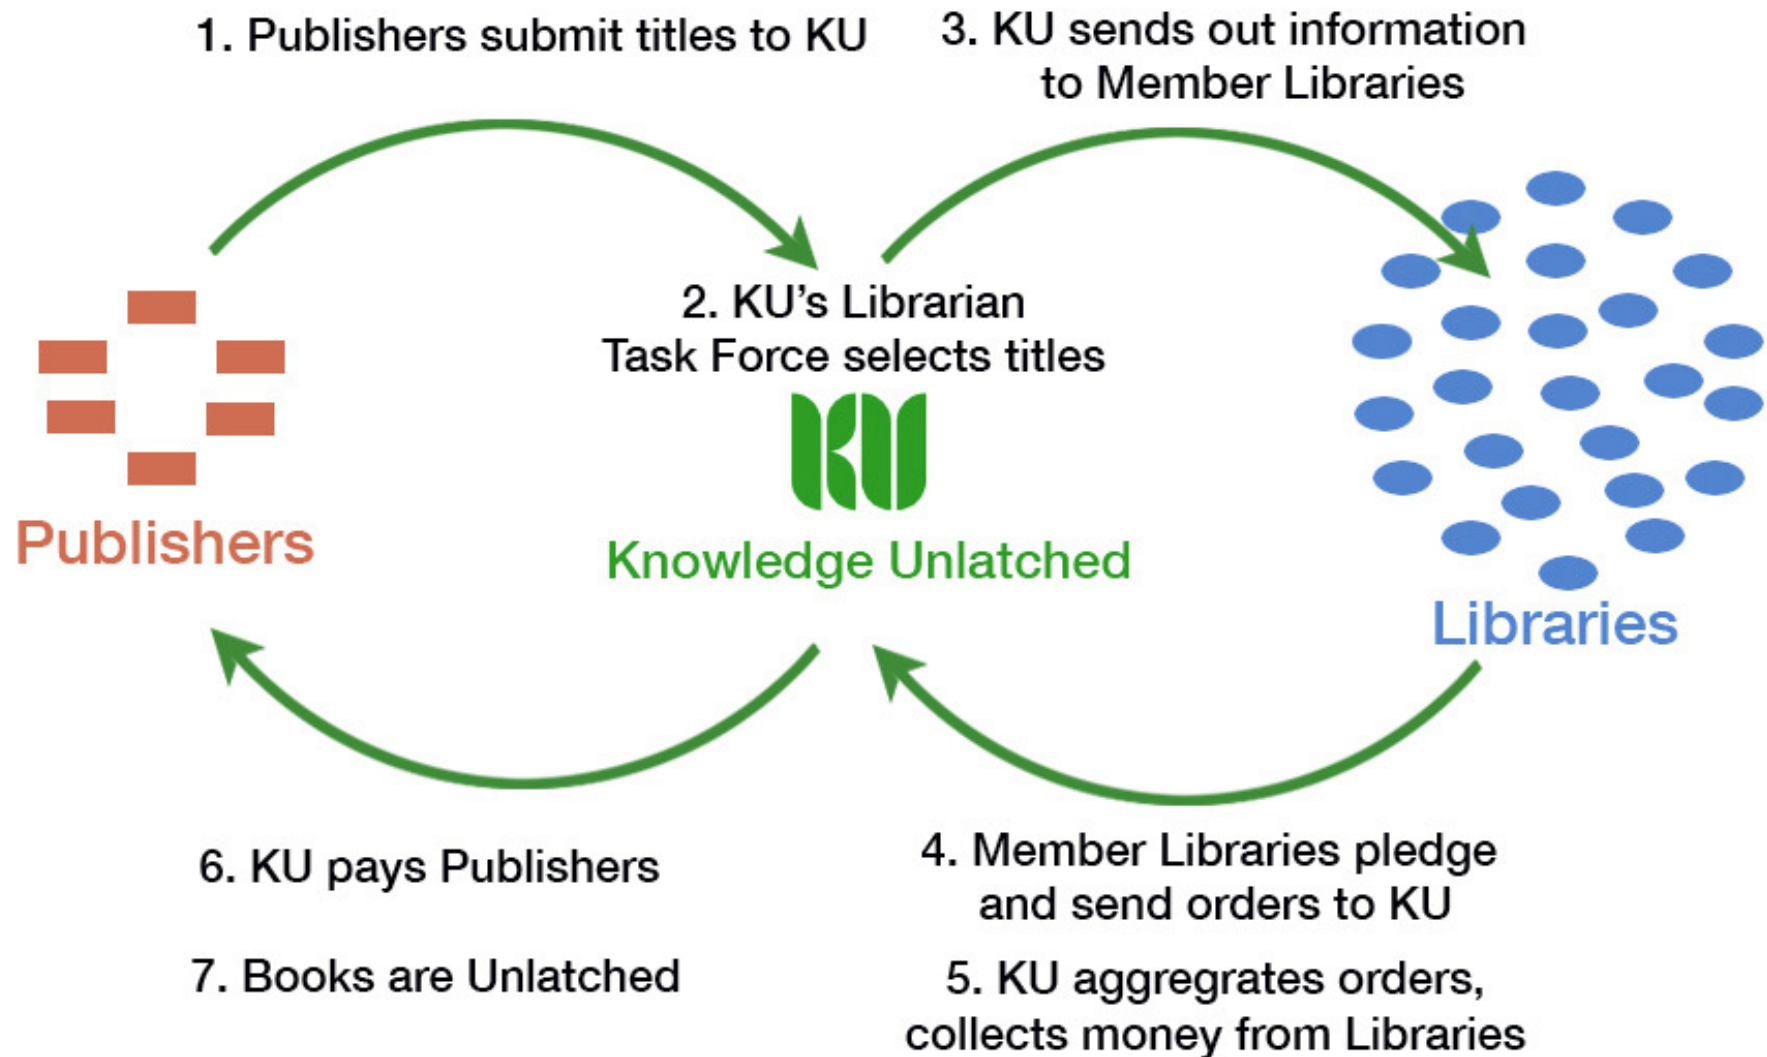 1. Publishers submit titles to KU
3. KU sends out information
to Member Libraries
2. KU’s Librarian
Task Force selects titles
KU
Knowledge Unlatched
Publishers
Libraries
6. KU pays Publishers
7. Books are Unlatched
4. Member Libraries pledge
and send orders to KU
5. KU aggregrates orders,
collects money from Libraries